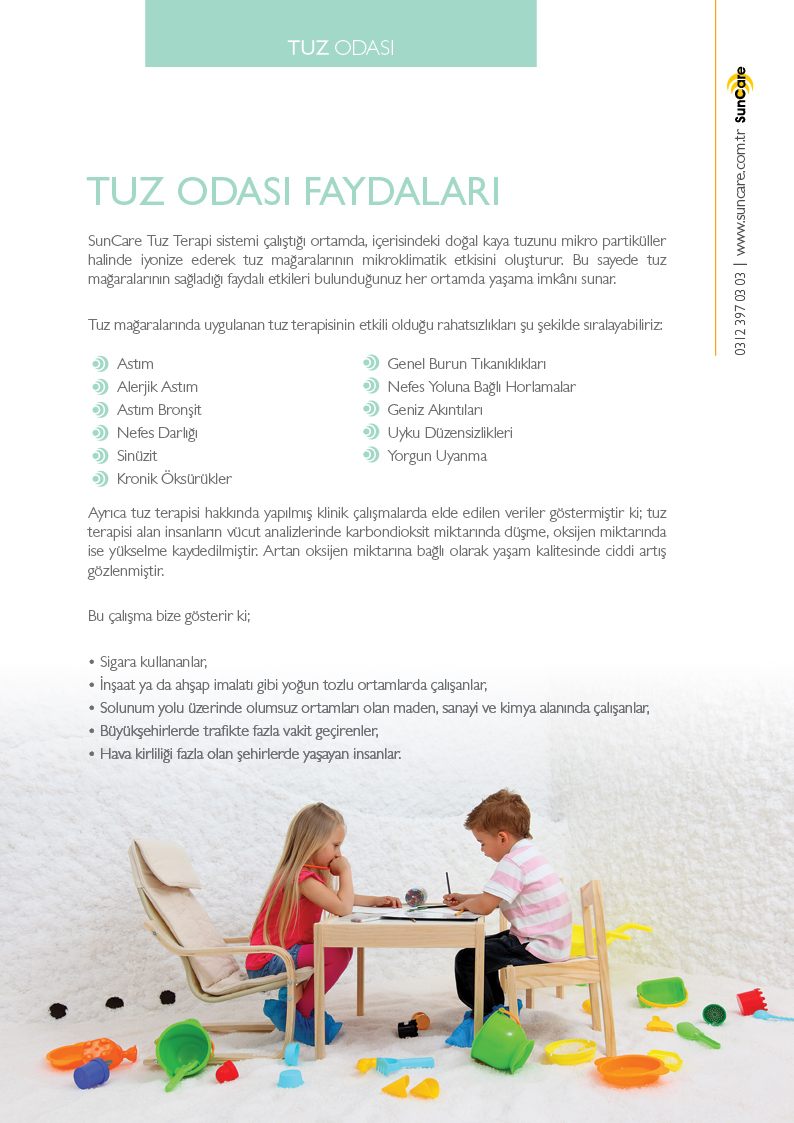 TUZ ODASI
TUZ ODASI FAYDALARI
SunCare Tuz Terapi sistemi çalıştığı ortamda, içerisindeki doğal kaya tuzunu mikro partiküller
halinde iyonize ederek tuz mağaralarının mikroklimatik etkisini oluşturur. Bu sayede tuz
mağaralarının sağladığı faydalı etkileri bulunduğunuz her ortamda yaşama imkânı sunar.
Tuz mağaralarında uygulanan tuz terapisinin etkili olduğu rahatsızlıkları şu şekilde sıralayabiliriz:
Astım
Alerjik Astım
Astım Bronşit
Nefes Darlığı
Sinüzit
Kronik Öksürükler
Genel Burun Tıkanıklıkları
Nefes Yoluna Bağlı Horlamalar
Geniz Akıntıları
Uyku Düzensizlikleri
Yorgun Uyanma
Ayrıca tuz terapisi hakkında yapılmış klinik çalışmalarda elde edilen veriler göstermiştir ki; tuz
terapisi alan insanların vücut analizlerinde karbondioksit miktarında düşme, oksijen miktarında
ise yükselme kaydedilmiştir. Artan oksijen miktarına bağlı olarak yaşam kalitesinde ciddi artış
gözlenmiştir.
Bu çalışma bize gösterir ki;
• Sigara kullananlar,
• İnşaat ya da ahşap imalatı gibi yoğun tozlu ortamlarda çalışanlar,
• Solunum yolu üzerinde olumsuz ortamları olan maden, sanayi ve kimya alanında çalışanlar,
• Büyükşehirlerde trafikte fazla vakit geçirenler,
• Hava kirliliği fazla olan şehirlerde yaşayan insanlar.
0312 397 03 03 | www.suncare.com.tr SunCare